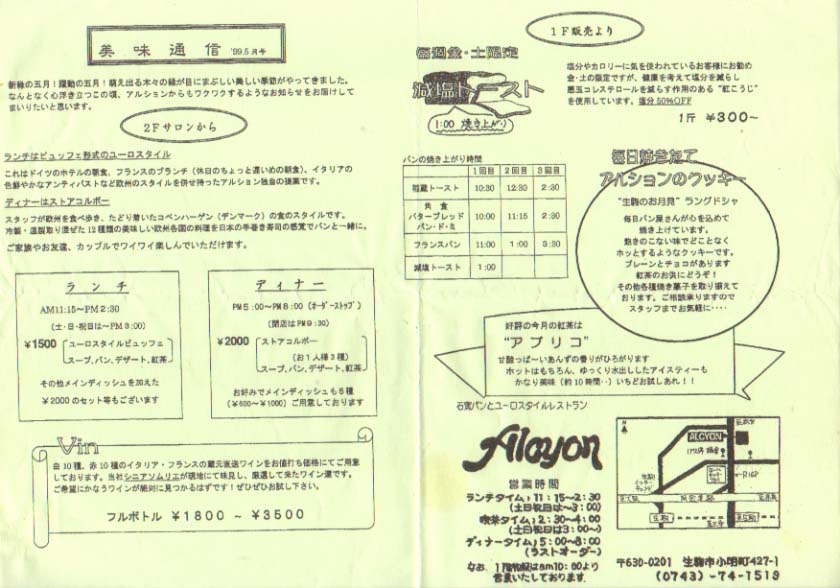 美味通信 '99.5月号
新緑の五月！躍動の五月！萌え出る木々の緑が目にまぶしい美しい季節がやってきました。
なんとなく心浮き立つこの頃、アルションからもワクワクするようなお知らせをお届けして
まいりたいと思います。
2Fサロンから
ランチはビュッフェ形式のユーロスタイル
これはドイツのホテルの朝食、フランスのブランチ（休日のちょっと遅いめの朝食）、イタリアの
色鮮やかなアンティパストなど欧州のスタイルを併せ持ったアルション独自の提案です。
ディナーはストアコルボー
スタッフが欧州を食べ歩き、たどり着いたコペンハーゲン（デンマーク）の食のスタイルです。
冷製・温製取り混ぜた12種類の美味しい欧州各国の料理を日本の手巻き寿司の感覚でパンと一緒に。
ご家族やお友達、カップルでワイワイ楽しんでいただけます。
ランチ
AM11:15～PM2:30
（土・日・祝日は～PM3:00）
¥1500 ユーロスタイルビュッフェ
スープ、パン、デザート、紅茶
その他メインディッシュを加えた
¥2000のセット等もございます
ディナー
PM5:00～PM8:00（オーダーストップ）
（閉店はPM9:30）
¥2000 ストアコルボー
（お1人様3種）
スープ、パン、デザート、紅茶
お好みでメインディッシュも5種
（¥500～¥1000）ご用意しております
Vin
白10種、赤10種のイタリア・フランスの蔵元直送ワインをお値打ち価格にてご用意
しております。当社シニアソムリエが現地にて味見し、厳選して来たワイン達です。
ご希望にかなうワインが絶対に見つかるはずです！ぜひぜひお試し下さい。
フルボトル ¥1800 ～ ¥3500
1F販売より
毎週金・土限定
減塩トースト
1:00 焼き上がり
塩分やカロリーに気を使われているお客様にお勧め
金・土の限定ですが、健康を考えて塩分を減らし
悪玉コレステロールを減らす作用のある"紅こうじ"
を使用しています。塩分50%OFF
1斤 ¥300～
パンの焼き上がり時間
1回目 2回目 3回目
粗蔵トースト 10:30 12:30 2:30
角食
バターブレッド
パン・ド・ミ 10:00 11:15 2:30
フランスパン 11:00 1:00 3:30
減塩トースト 1:00
毎日焼きたて
アルションのクッキー
"生駒のお月見"ラングドシャ
毎日パン屋さんが心を込めて
焼き上げています。
飽きのこない味でどことなく
ホッとするようなクッキーです。
プレーンとチョコがあります
紅茶のお供にどうぞ！
その他各種焼き菓子を取り揃えて
おります。ご相談承りますので
スタッフまでお気軽に・・・・
好評の今月の紅茶は
"アプリコ"
甘酸っぱ～いあんずの香りがひろがります
ホットはもちろん、ゆっくり水出ししたアイスティーも
かなり美味（約10時間・・）いちどお試しあれ！！
石窯パンとユーロスタイルレストラン
Alcyon
営業時間
ランチタイム；11：15～2：30
（土日祝日は～3：00）
喫茶タイム；2：30～4：00
（土日祝日は3：00～）
ディナータイム；5：00～8：00
（ラストオーダー）
なお、1階物販はam10：00より
営業いたしております。
N
ALCYON
R168
〒630-0201 生駒市小明町427-1
(0743)-74-1519